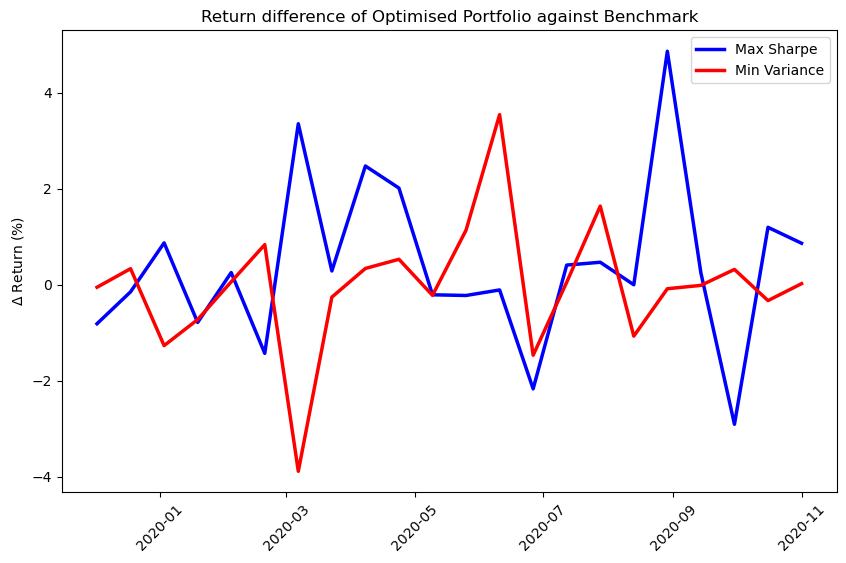 Return difference of Optimised Portfolio against Benchmark
Max Sharpe
Min Variance
Δ Return (%)
4
2
0
−2
−4
2020-01
2020-03
2020-05
2020-07
2020-09
2020-11